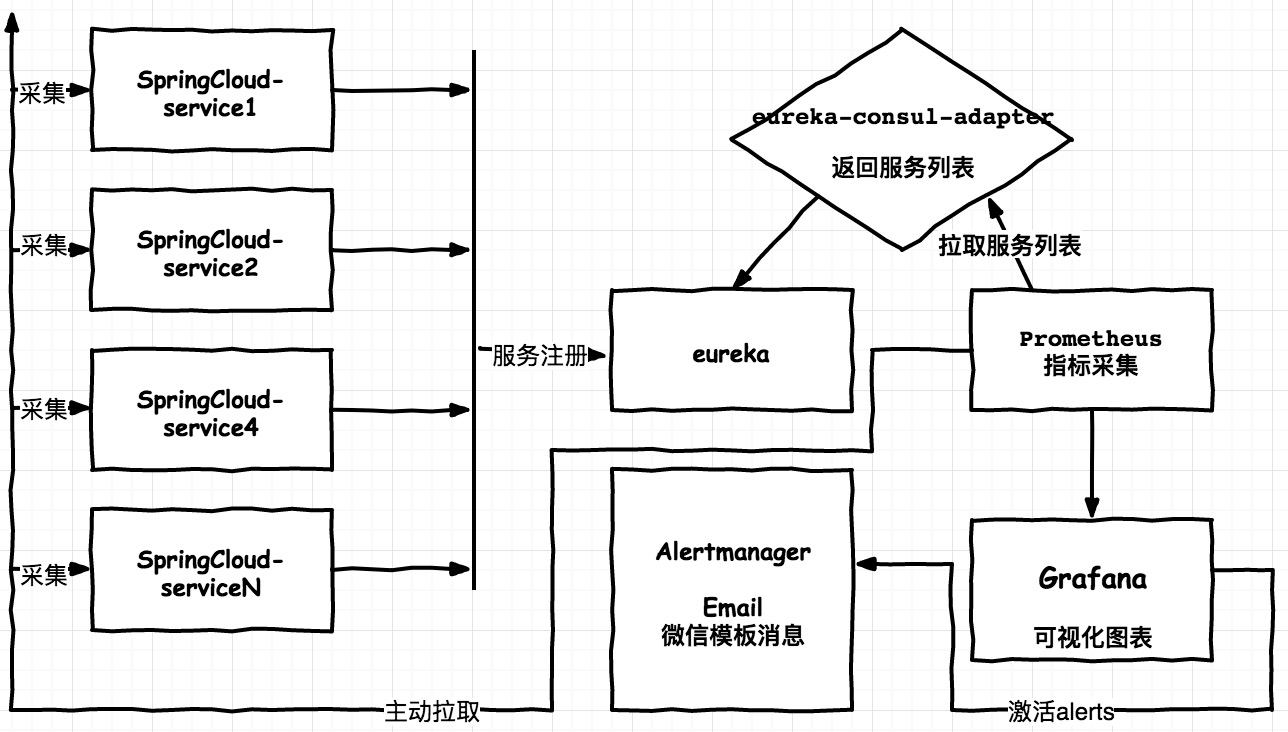 采集
SpringCloud-
service1
采集
SpringCloud-
service2
采集
SpringCloud-
service4
采集
SpringCloud-
serviceN
服务注册
eureka-consul-adapter
返回服务列表
拉取服务列表
eureka
Prometheus
指标采集
Alertmanager
Email
微信模板消息
Grafana
可视化图表
主动拉取
激活alerts